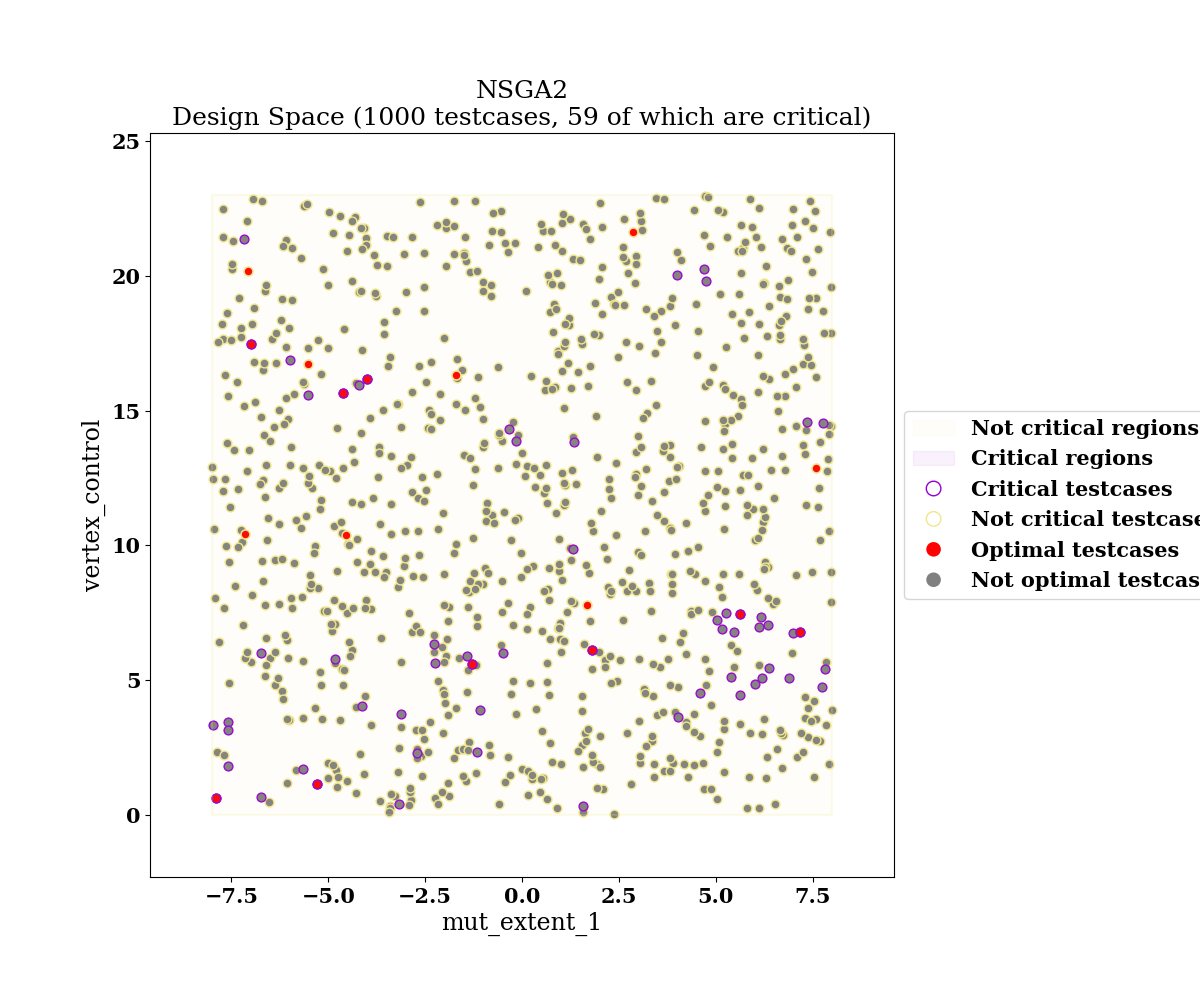 NSGA2
Design Space (1000 testcases, 59 of which are critical)
25
20
15
10
5
0
vertex_control
−7.5 −5.0 −2.5 0.0 2.5 5.0 7.5
mut_extent_1
Not critical regions
Critical regions
Critical testcases
Not critical testcase
Optimal testcases
Not optimal testcas